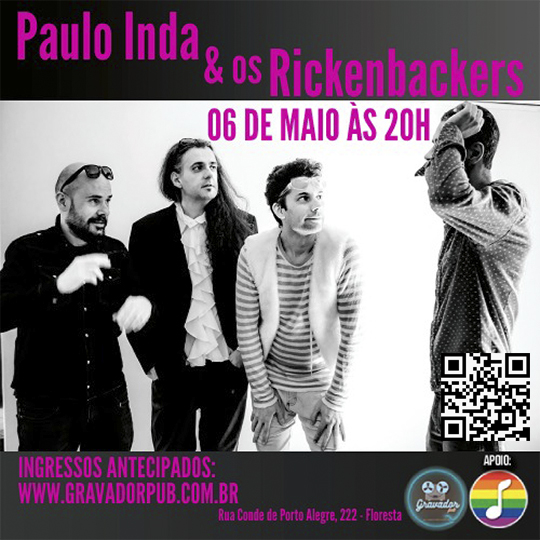 Paulo Inda
& os Rickenbackers
06 DE MAIO ÀS 20H
INGRESSOS ANTECIPADOS:
WWW.GRAVADORPUB.COM.BR
Rua Conde de Porto Alegre, 222 - Floresta
APOIO:
Gravador